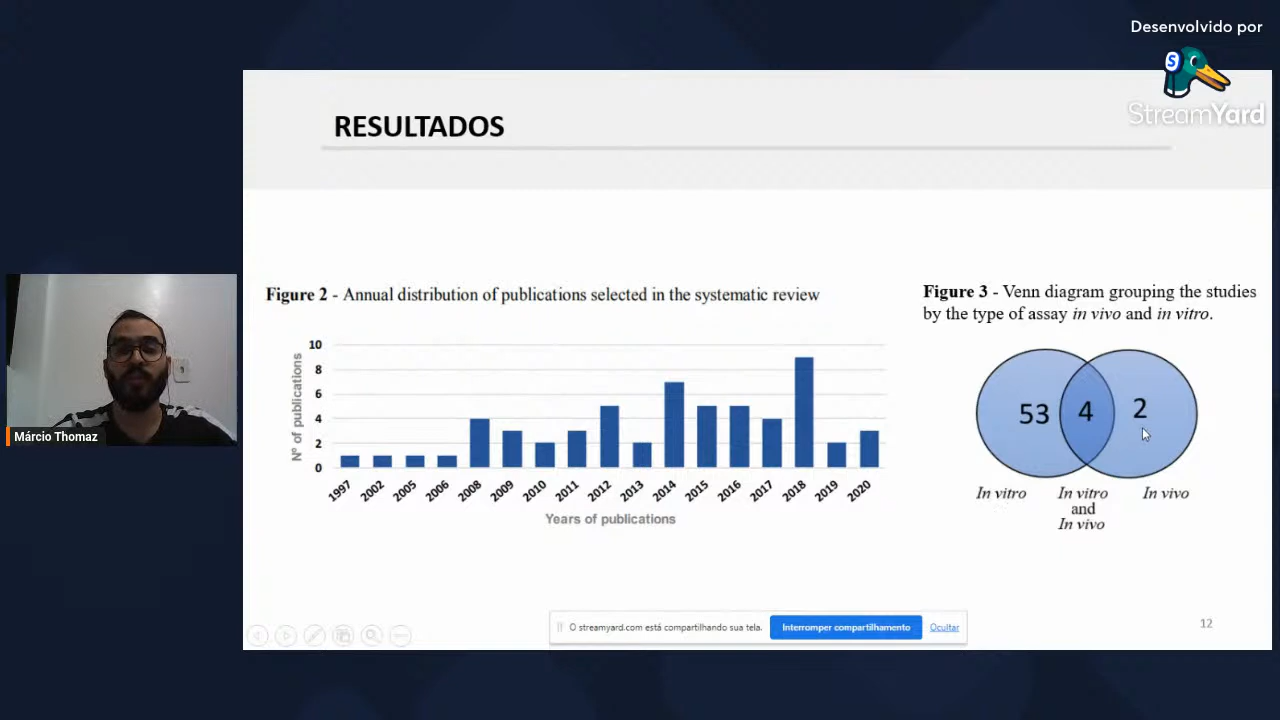 Desenvolvido por
StreamYard
RESULTADOS
Figure 2 - Annual distribution of publications selected in the systematic review
Nº of publications
10
8
6
4
2
0
1997 2002 2005 2006 2008 2009 2010 2011 2012 2013 2014 2015 2016 2017 2018 2019 2020
Years of publications
Figure 3 - Venn diagram grouping the studies
by the type of assay in vivo and in vitro.
53 4 2
In vitro
In vitro
and
In vivo
In vivo
Márcio Thomaz
O streamyard.com está compartilhando sua tela. Interromper compartilhamento Ocultar
12